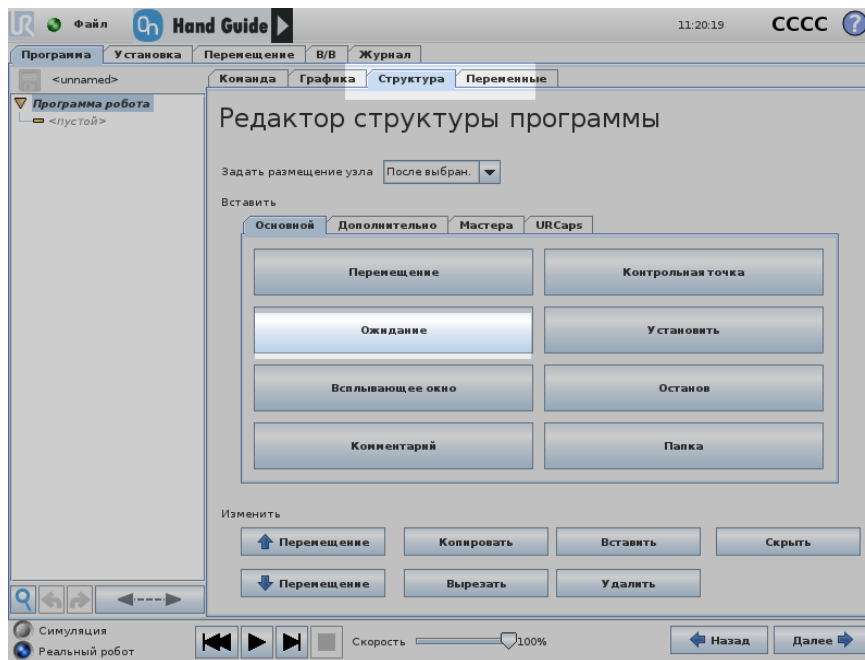 Файл On Hand Guide 11:20:19 CCCC ?
Программа Установка Перемещение В/В Журнал
<unnamed> Команда Графика Структура Переменные
Программа робота
<пустой>
Редактор структуры программы
Задать размещение узла После выбран.
Вставить
Основной Дополнительно Мастера URCaps
Перемещение Контрольная точка
Ожидание Установить
Всплывающее окно Останов
Комментарий Папка
Изменить
Перемещение Копировать Вставить Скрыть
Перемещение Вырезать Удалить
Симуляция
Реальный робот
Скорость 100% Назад Далее